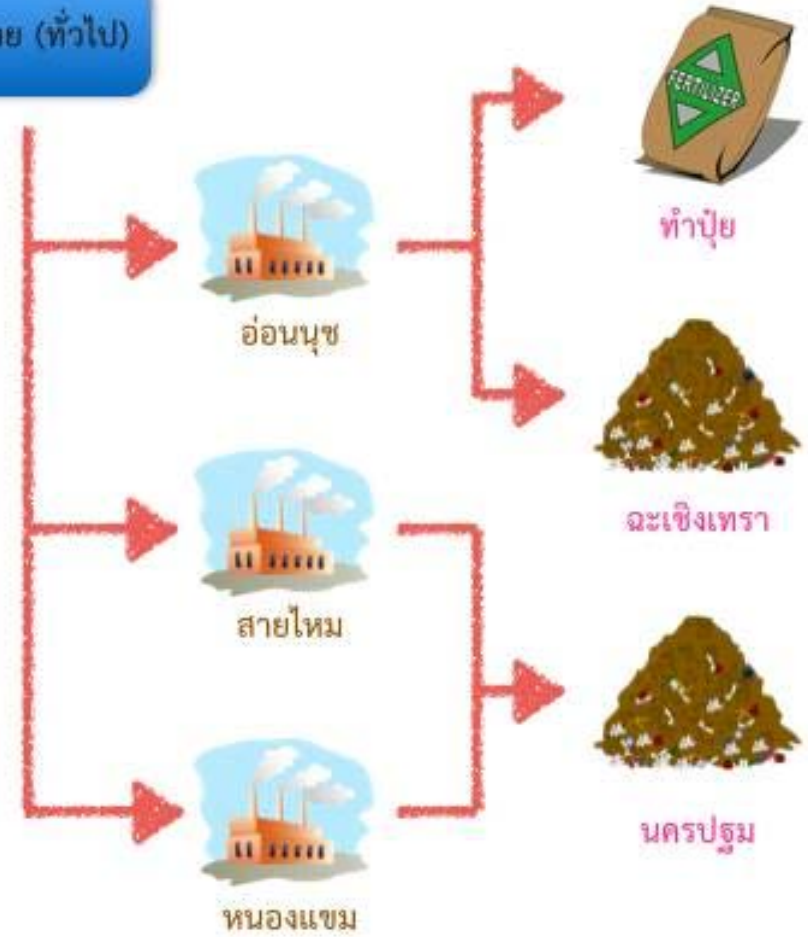 (ทั่วไป)
FERTILIZER
ทำปุ๋ย
อ่อนนุช
ฉะเชิงเทรา
สายไหม
นครปฐม
หนองแขม